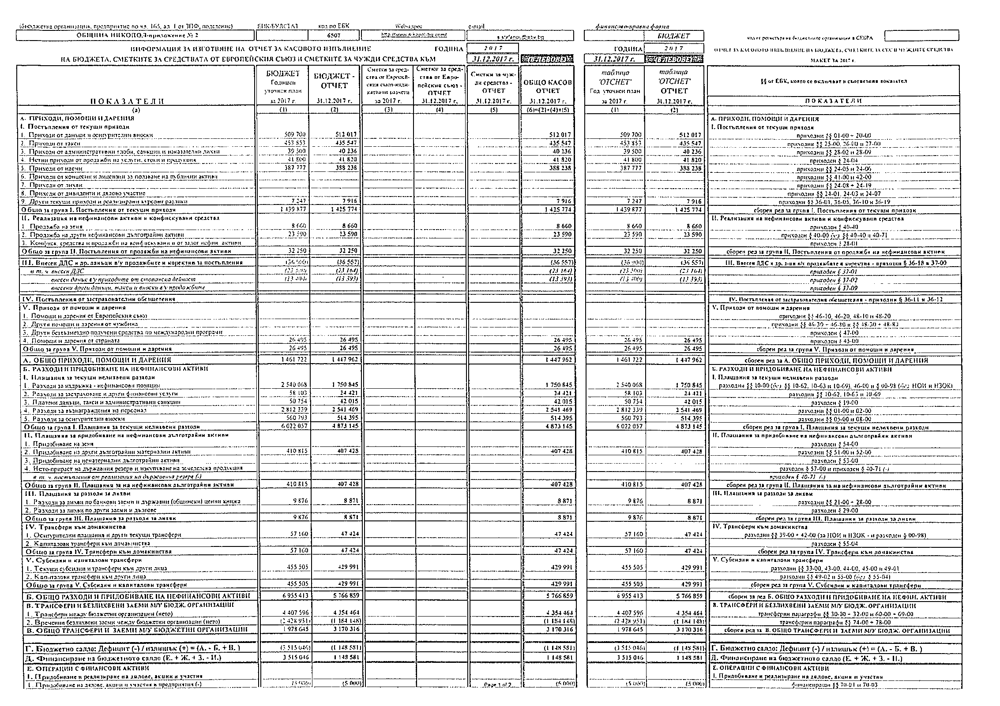 (бюджетна организация, предприятие по чл. 165, ал. 1 от ЗПФ, поделение) ЕИК/БУЛСТАТ код по ЕБК Web-адрес e-mail финансово-правна форма
ОБЩИНА НИКОПОЛ-приложение № 2 6507 http://www.nikopol-bg.com/ БЮДЖЕТ код от регистъра на бюджетните организации в СЕБРА
ИНФОРМАЦИЯ ЗА ИЗГОТВЯНЕ НА ОТЧЕТ ЗА КАСОВОТО ИЗПЪЛНЕНИЕ ГОДИНА 2017 ГОДИНА 2017 ОТЧЕТ ЗА КАСОВОТО ИЗПЪЛНЕНИЕ НА БЮДЖЕТА, СМЕТКИТЕ ЗА СЕС И ЧУЖДИТЕ СРЕДСТВА
НА БЮДЖЕТА, СМЕТКИТЕ ЗА СРЕДСТВАТА ОТ ЕВРОПЕЙСКИЯ СЪЮЗ И СМЕТКИТЕ ЗА ЧУЖДИ СРЕДСТВА КЪМ 31.12.2017 г. (В ЛЕВОВЕ) 31.12.2017 г. (В ЛЕВОВЕ) МАКЕТ ЗА 2017 г.
ПОКАЗАТЕЛИ
БЮДЖЕТ Годишен уточнен план за 2017 г.
БЮДЖЕТ - ОТЧЕТ 31.12.2017 г.
Сметки за средства от Европейския съюз-индикативни разчети за 2017 г.
Сметки за средства от Европейския съюз - ОТЧЕТ 31.12.2017 г.
Сметки за чужди средства - ОТЧЕТ 31.12.2017 г.
ОБЩО КАСОВ ОТЧЕТ 31.12.2017 г.
таблица 'ОТСНЕТ' Год. уточнен план за 2017 г.
таблица 'ОТСНЕТ' ОТЧЕТ 31.12.2017 г.
§§ от ЕБК, които се включват в съответния показател
ПОКАЗАТЕЛИ
(а) (1) (2) (3) (4) (5) (6)=(2)+(4)+(5) (1) (2)
А. ПРИХОДИ, ПОМОЩИ И ДАРЕНИЯ А. ПРИХОДИ, ПОМОЩИ И ДАРЕНИЯ
I. Постъпления от текущи приходи I. Постъпления от текущи приходи
1. Приходи от данъци и осигурителни вноски 509 700 512 017 512 017 509 700 512 017 приходни §§ 01-00 ÷ 20-00
2. Приходи от такси 453 853 435 547 435 547 453 853 435 547 приходни §§ 25-00, 26-00 и 27-00
3. Приходи от административни глоби, санкции и наказателни лихви 39 500 40 236 40 236 39 500 40 236 приходни §§ 28-02 и 28-09
4. Нетни приходи от продажби на услуги, стоки и продукция 41 800 41 820 41 820 41 800 41 820 приходен § 24-04
5. Приходи от наеми 387 777 388 238 388 238 387 777 388 238 приходни §§ 24-05 и 24-06
6. Приходи от концесии и лицензии за ползване на публични активи приходни §§ 41-00 и 42-00
7. Приходи от лихви приходни §§ 24-08 ÷ 24-19
8. Приходи от дивиденти и дялово участие приходни §§ 24-01, 24-03 и 24-07
9. Други текущи приходи и реализирани курсови разлики 7 247 7 916 7 916 7 247 7 916 приходни §§ 36-01, 36-05, 36-10 и 36-19
Общо за група I. Постъпления от текущи приходи 1 439 877 1 425 774 1 425 774 1 439 877 1 425 774 сборен ред за група I. Постъпления от текущи приходи
II. Реализация на нефинансови активи и конфискувани средства II. Реализация на нефинансови активи и конфискувани средства
1. Продажба на земя 8 660 8 660 8 660 8 660 8 660 приходен § 40-40
2. Продажба на други нефинансови дълготрайни активи 23 590 23 590 23 590 23 590 23 590 приходен § 40-00 без §§ 40-40 и 40-71
3. Конфиск. средства и продажби на конфискувани и от залог нефин. активи приходен § 28-01
Общо за група II. Постъпления от продажби на нефинансови активи 32 250 32 250 32 250 32 250 32 250 сборен ред за група II. Постъпления от продажби на нефинансови активи
III. Внесен ДДС и др. данъци в/у продажбите и коректив за постъпления (36 900) (36 557) (36 557) (36 900) (36 557) III. Внесен ДДС и др. д-ци в/у продажбите и коректив - приходни § 36-18 и 37-00
в т. ч. внесен ДДС (23 164) (23 164) (23 164) приходен § 37-01
внесен данък в/у приходите от стопанска дейност (13 393) (13 393) (13 393) приходен § 37-02
внесени други данъци, такси и вноски в/у продажбите приходен § 37-09
IV. Постъпления от застрахователни обезщетения IV. Постъпления от застрахователни обезщетения - приходни § 36-11 и 36-12
V. Приходи от помощи и дарения V. Приходи от помощи и дарения
1. Помощи и дарения от Европейския съюз приходни §§ 46-10, 46-20, 48-10 и 48-20
2. Други помощи и дарения от чужбина приходни §§ 46-30 ÷ 46-80 и §§ 48-30 ÷ 48-80
3. Други безвъзмездно получени средства по международни програми приходен § 47-00
4. Помощи и дарения от страната 26 495 26 495 26 495 26 495 26 495 приходен § 45-00
Общо за група V. Приходи от помощи и дарения 26 495 26 495 26 495 26 495 26 495 сборен ред за група V. Приходи от помощи и дарения
А. ОБЩО ПРИХОДИ, ПОМОЩИ И ДАРЕНИЯ 1 461 722 1 447 962 1 447 962 1 461 722 1 447 962 сборен ред за А. ОБЩО ПРИХОДИ, ПОМОЩИ И ДАРЕНИЯ
Б. РАЗХОДИ И ПРИДОБИВАНЕ НА НЕФИНАНСОВИ АКТИВИ Б. РАЗХОДИ И ПРИДОБИВАНЕ НА НЕФИНАНСОВИ АКТИВИ
I. Плащания за текущи нелихвени разходи I. Плащания за текущи нелихвени разходи
1. Разходи за издръжка - нефинансови позиции 2 540 068 1 750 845 1 750 845 2 540 068 1 750 845 разходни §§ 10-00 (без §§ 10-62, 10-63 и 10-69), 46-00 и § 00-98 (без НОИ и НЗОК)
2. Разходи за застраховане и други финансови услуги 58 103 24 421 24 421 58 103 24 421 разходни §§ 10-62, 10-63 и 10-69
3. Платени данъци, такси и административни санкции 50 754 42 015 42 015 50 754 42 015 разходен § 19-00
4. Разходи за възнаграждения на персонал 2 812 339 2 541 469 2 541 469 2 812 339 2 541 469 разходни §§ 01-00 и 02-00
5. Разходи за осигурителни вноски 560 793 514 395 514 395 560 793 514 395 разходни §§ 05-00 и 08-00
Общо за група I. Плащания за текущи нелихвени разходи 6 022 057 4 873 145 4 873 145 6 022 057 4 873 145 сборен ред за група I. Плащания за текущи нелихвени разходи
II. Плащания за придобиване на нефинансови дълготрайни активи II. Плащания за придобиване на нефинансови дълготрайни активи
1. Придобиване на земя разходен § 54-00
2. Придобиване на други дълготрайни материални активи 410 815 407 428 407 428 410 815 407 428 разходни §§ 51-00 и 52-00
3. Придобиване на нематериални дълготрайни активи разходен § 53-00
4. Нето-прираст на държавния резерв и изкупуване на земеделска продукция разходен § 57-00 и приходен § 40-71 (-)
в т. ч. постъпления от реализация на държавния резерв (-) приходен § 40-71 (-)
Общо за група II. Плащания за на нефинансови дълготрайни активи 410 815 407 428 407 428 410 815 407 428 сборен ред за група II. Плащания за на нефинансови дълготрайни активи
III. Плащания за разходи за лихви III. Плащания за разходи за лихви
1. Разходи за лихви по банкови заеми и държавни (общински) ценни книжа 9 876 8 871 8 871 9 876 8 871 разходни §§ 21-00 ÷ 28-00
2. Разходи за лихви по други заеми и дългове разходен § 29-00
Общо за група III. Плащания за разходи за лихви 9 876 8 871 8 871 9 876 8 871 сборен ред за група III. Плащания за разходи за лихви
IV. Трансфери към домакинства IV. Трансфери към домакинства
1. Осигурителни плащания и други текущи трансфери 57 160 47 424 47 424 57 160 47 424 разходни §§ 39-00 ÷ 42-00 (за НОИ и НЗОК - и разходен § 00-98)
2. Капиталови трансфери към домакинства разходен § 55-04
Общо за група IV. Трансфери към домакинства 57 160 47 424 47 424 57 160 47 424 сборен ред за група IV. Трансфери към домакинства
V. Субсидии и капиталови трансфери V. Субсидии и капиталови трансфери
1. Текущи субсидии и трансфери към други лица 455 505 429 991 429 991 455 505 429 991 разходни §§ 33-00, 43-00, 44-00, 45-00 и 49-01
2. Капиталови трансфери към други лица разходни §§ 49-02 и 55-00 (без § 55-04)
Общо за група V. Субсидии и капиталови трансфери 455 505 429 991 429 991 455 505 429 991 сборен ред за група V. Субсидии и капиталови трансфери
Б. ОБЩО РАЗХОДИ И ПРИДОБИВАНЕ НА НЕФИНАНСОВИ АКТИВИ 6 955 413 5 766 859 5 766 859 6 955 413 5 766 859 сборен за ред Б. ОБЩО РАЗХОДИ И ПРИДОБИВАНЕ НА НЕФИН. АКТИВИ
В. ТРАНСФЕРИ И БЕЗЛИХВЕНИ ЗАЕМИ М/У БЮДЖ. ОРГАНИЗАЦИИ В. ТРАНСФЕРИ И БЕЗЛИХВЕНИ ЗАЕМИ М/У БЮДЖ. ОРГАНИЗАЦИИ
1. Трансфери между бюджетни организации (нето) 4 407 596 4 354 464 4 354 464 4 407 596 4 354 464 трансферни параграфи §§ 30-00 ÷ 32-00 и 60-00 ÷ 69-00
2. Временни безлихвени заеми между бюджетни организации (нето) (2 428 951) (1 184 148) (1 184 148) (2 428 951) (1 184 148) трансферни параграфи §§ 74-00 ÷ 78-00
В. ОБЩО ТРАНСФЕРИ И ЗАЕМИ М/У БЮДЖЕТНИ ОРГАНИЗАЦИИ 1 978 645 3 170 316 3 170 316 1 978 645 3 170 316 сборен ред за В. ОБЩО ТРАНСФЕРИ И ЗАЕМИ М/У БЮДЖ. ОРГАНИЗАЦИИ
Г. Бюджетно салдо: Дефицит (-) / излишък (+) = (А. - Б. + В. ) (3 515 046) (1 148 581) (1 148 581) (3 515 046) (1 148 581) Г. Бюджетно салдо: Дефицит (-) / излишък (+) = (А. - Б. + В. )
Д. Финансиране на бюджетното салдо (Е. + Ж. + З. - И.) 3 515 046 1 148 581 1 148 581 3 515 046 1 148 581 Д. Финансиране на бюджетното салдо (Е. + Ж. + З. - И.)
Е. ОПЕРАЦИИ С ФИНАНСОВИ АКТИВИ Е. ОПЕРАЦИИ С ФИНАНСОВИ АКТИВИ
I. Придобиване и реализиране на дялове, акции и участия I. Придобиване и реализиране на дялове, акции и участия
1. Придобиване на дялове, акции и участия в предприятия (-) (5 000) (5 000) Page 1 of 2 (5 000) (5 000) (5 000) финансиращи §§ 70-01 и 70-03